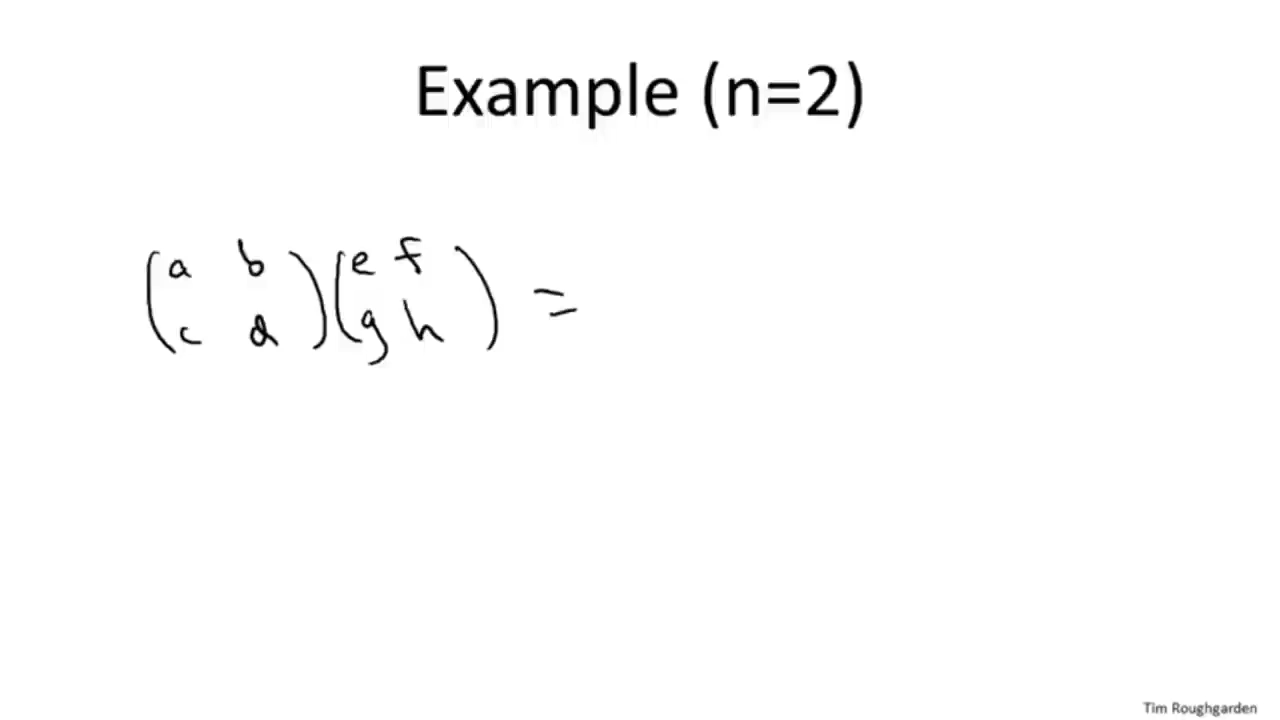 Example (n=2)
(a b) (e f) =
(c d) (g h)
Tim Roughgarden